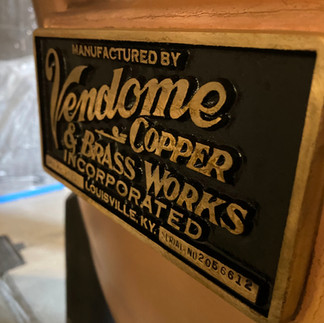 MANUFACTURED BY
Vendome
COPPER
& BRASS WORKS
INCORPORATED
LOUISVILLE, KY.
SERIAL NO 2056612